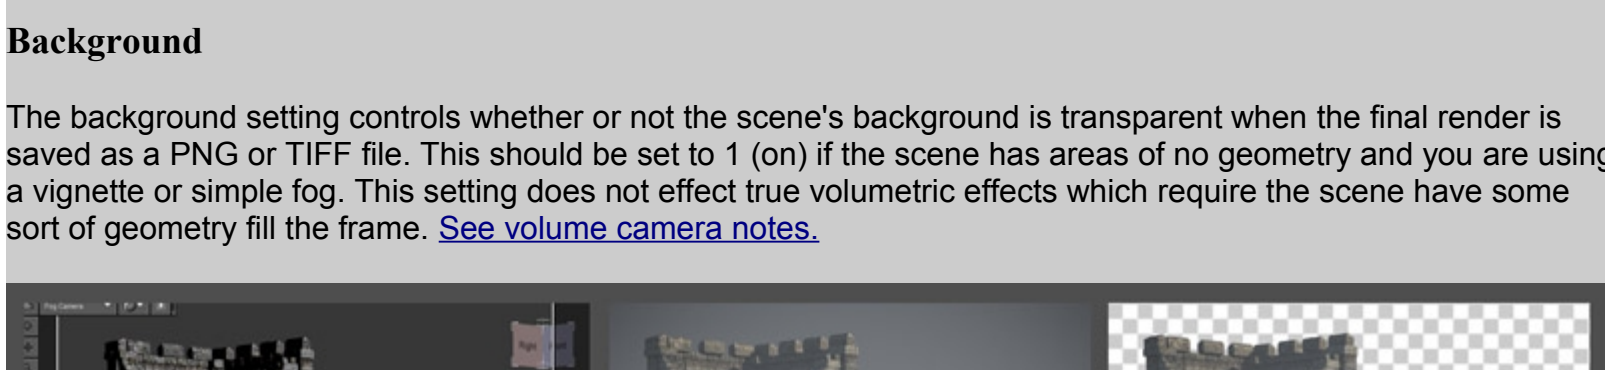 Background
The background setting controls whether or not the scene's background is transparent when the final render is
saved as a PNG or TIFF file. This should be set to 1 (on) if the scene has areas of no geometry and you are using
a vignette or simple fog. This setting does not effect true volumetric effects which require the scene have some
sort of geometry fill the frame. See volume camera notes.
Fog Camera
Right